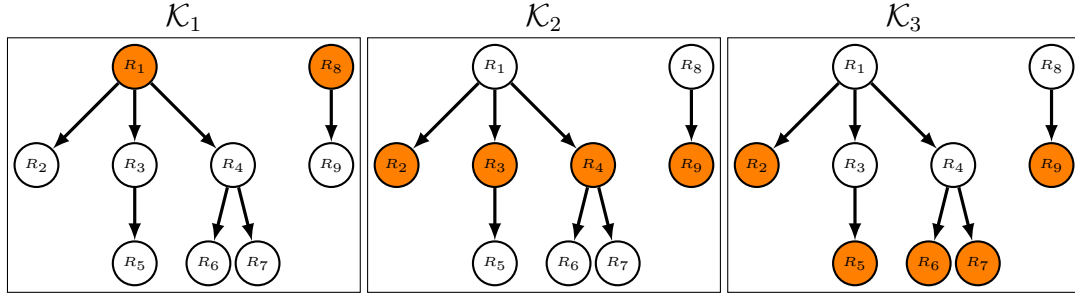 𝒦₁ 𝒦₂ 𝒦₃
R₁ R₈ R₁ R₈ R₁ R₈
R₂ R₃ R₄ R₉ R₂ R₃ R₄ R₉ R₂ R₃ R₄ R₉
R₅ R₆ R₇ R₅ R₆ R₇ R₅ R₆ R₇